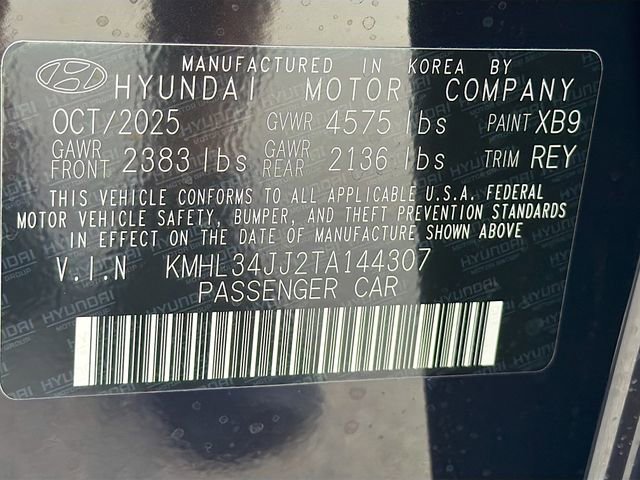 MANUFACTURED IN KOREA BY
HYUNDAI MOTOR COMPANY
OCT/2025 GVWR 4575 lbs PAINT XB9
GAWR FRONT 2383 lbs GAWR REAR 2136 lbs TRIM REY
THIS VEHICLE CONFORMS TO ALL APPLICABLE U.S.A. FEDERAL
MOTOR VEHICLE SAFETY, BUMPER, AND THEFT PREVENTION STANDARDS
IN EFFECT ON THE DATE OF MANUFACTURE SHOWN ABOVE
V.I.N KMHL34JJ2TA144307
PASSENGER CAR